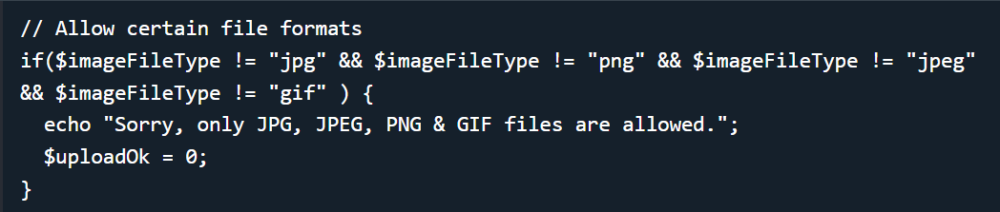 // Allow certain file formats
if($imageFileType != "jpg" && $imageFileType != "png" && $imageFileType != "jpeg"
&& $imageFileType != "gif" ) {
  echo "Sorry, only JPG, JPEG, PNG & GIF files are allowed.";
  $uploadOk = 0;
}